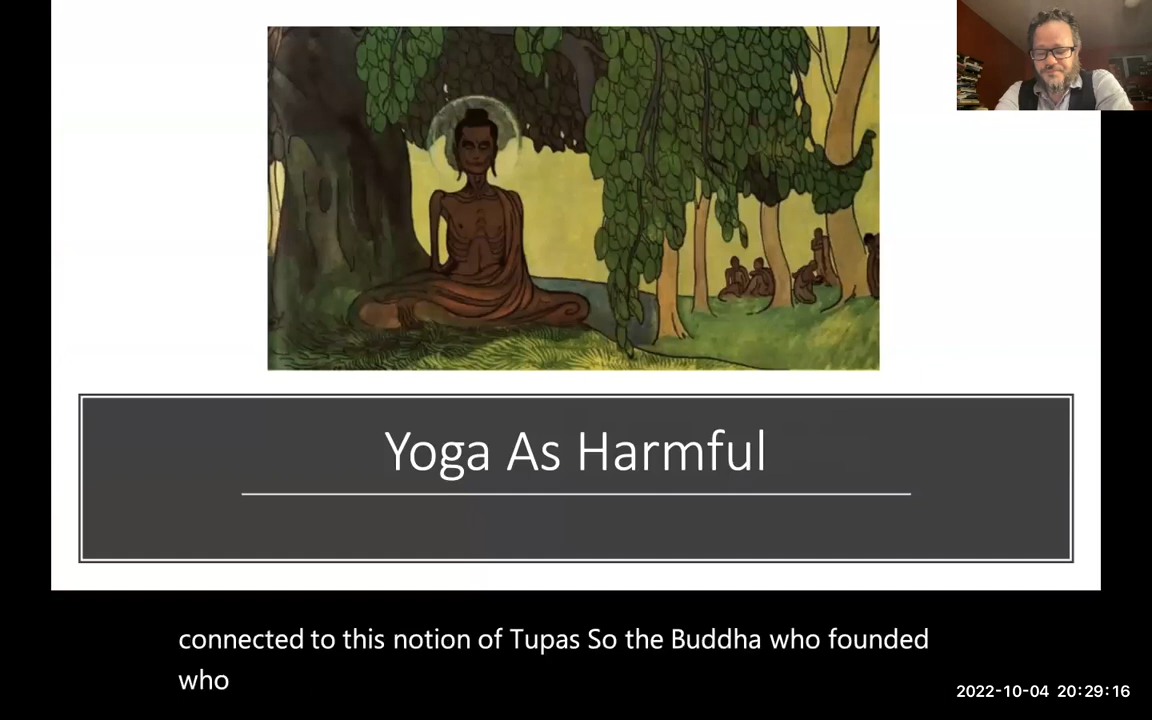 Yoga As Harmful
connected to this notion of Tupas So the Buddha who founded
who
2022-10-04 20:29:16